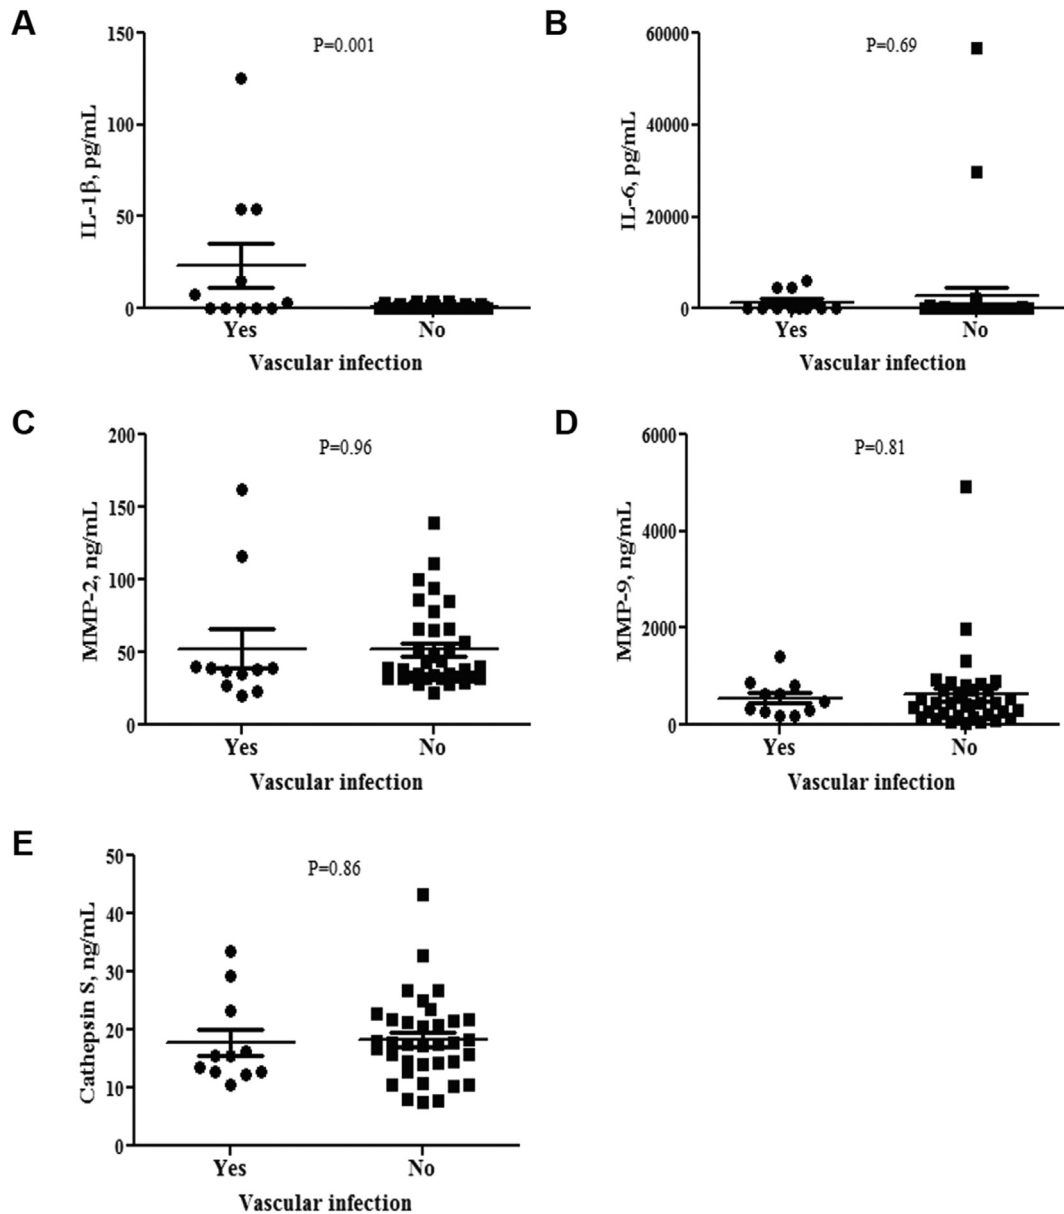 A
P=0.001
IL-1β, pg/mL
150
100
50
0
Yes
No
Vascular infection
B
P=0.69
IL-6, pg/mL
60000
40000
20000
0
Yes
No
Vascular infection
C
P=0.96
MMP-2, ng/mL
200
150
100
50
0
Yes
No
Vascular infection
D
P=0.81
MMP-9, ng/mL
6000
4000
2000
0
Yes
No
Vascular infection
E
P=0.86
Cathepsin S, ng/mL
50
40
30
20
10
0
Yes
No
Vascular infection